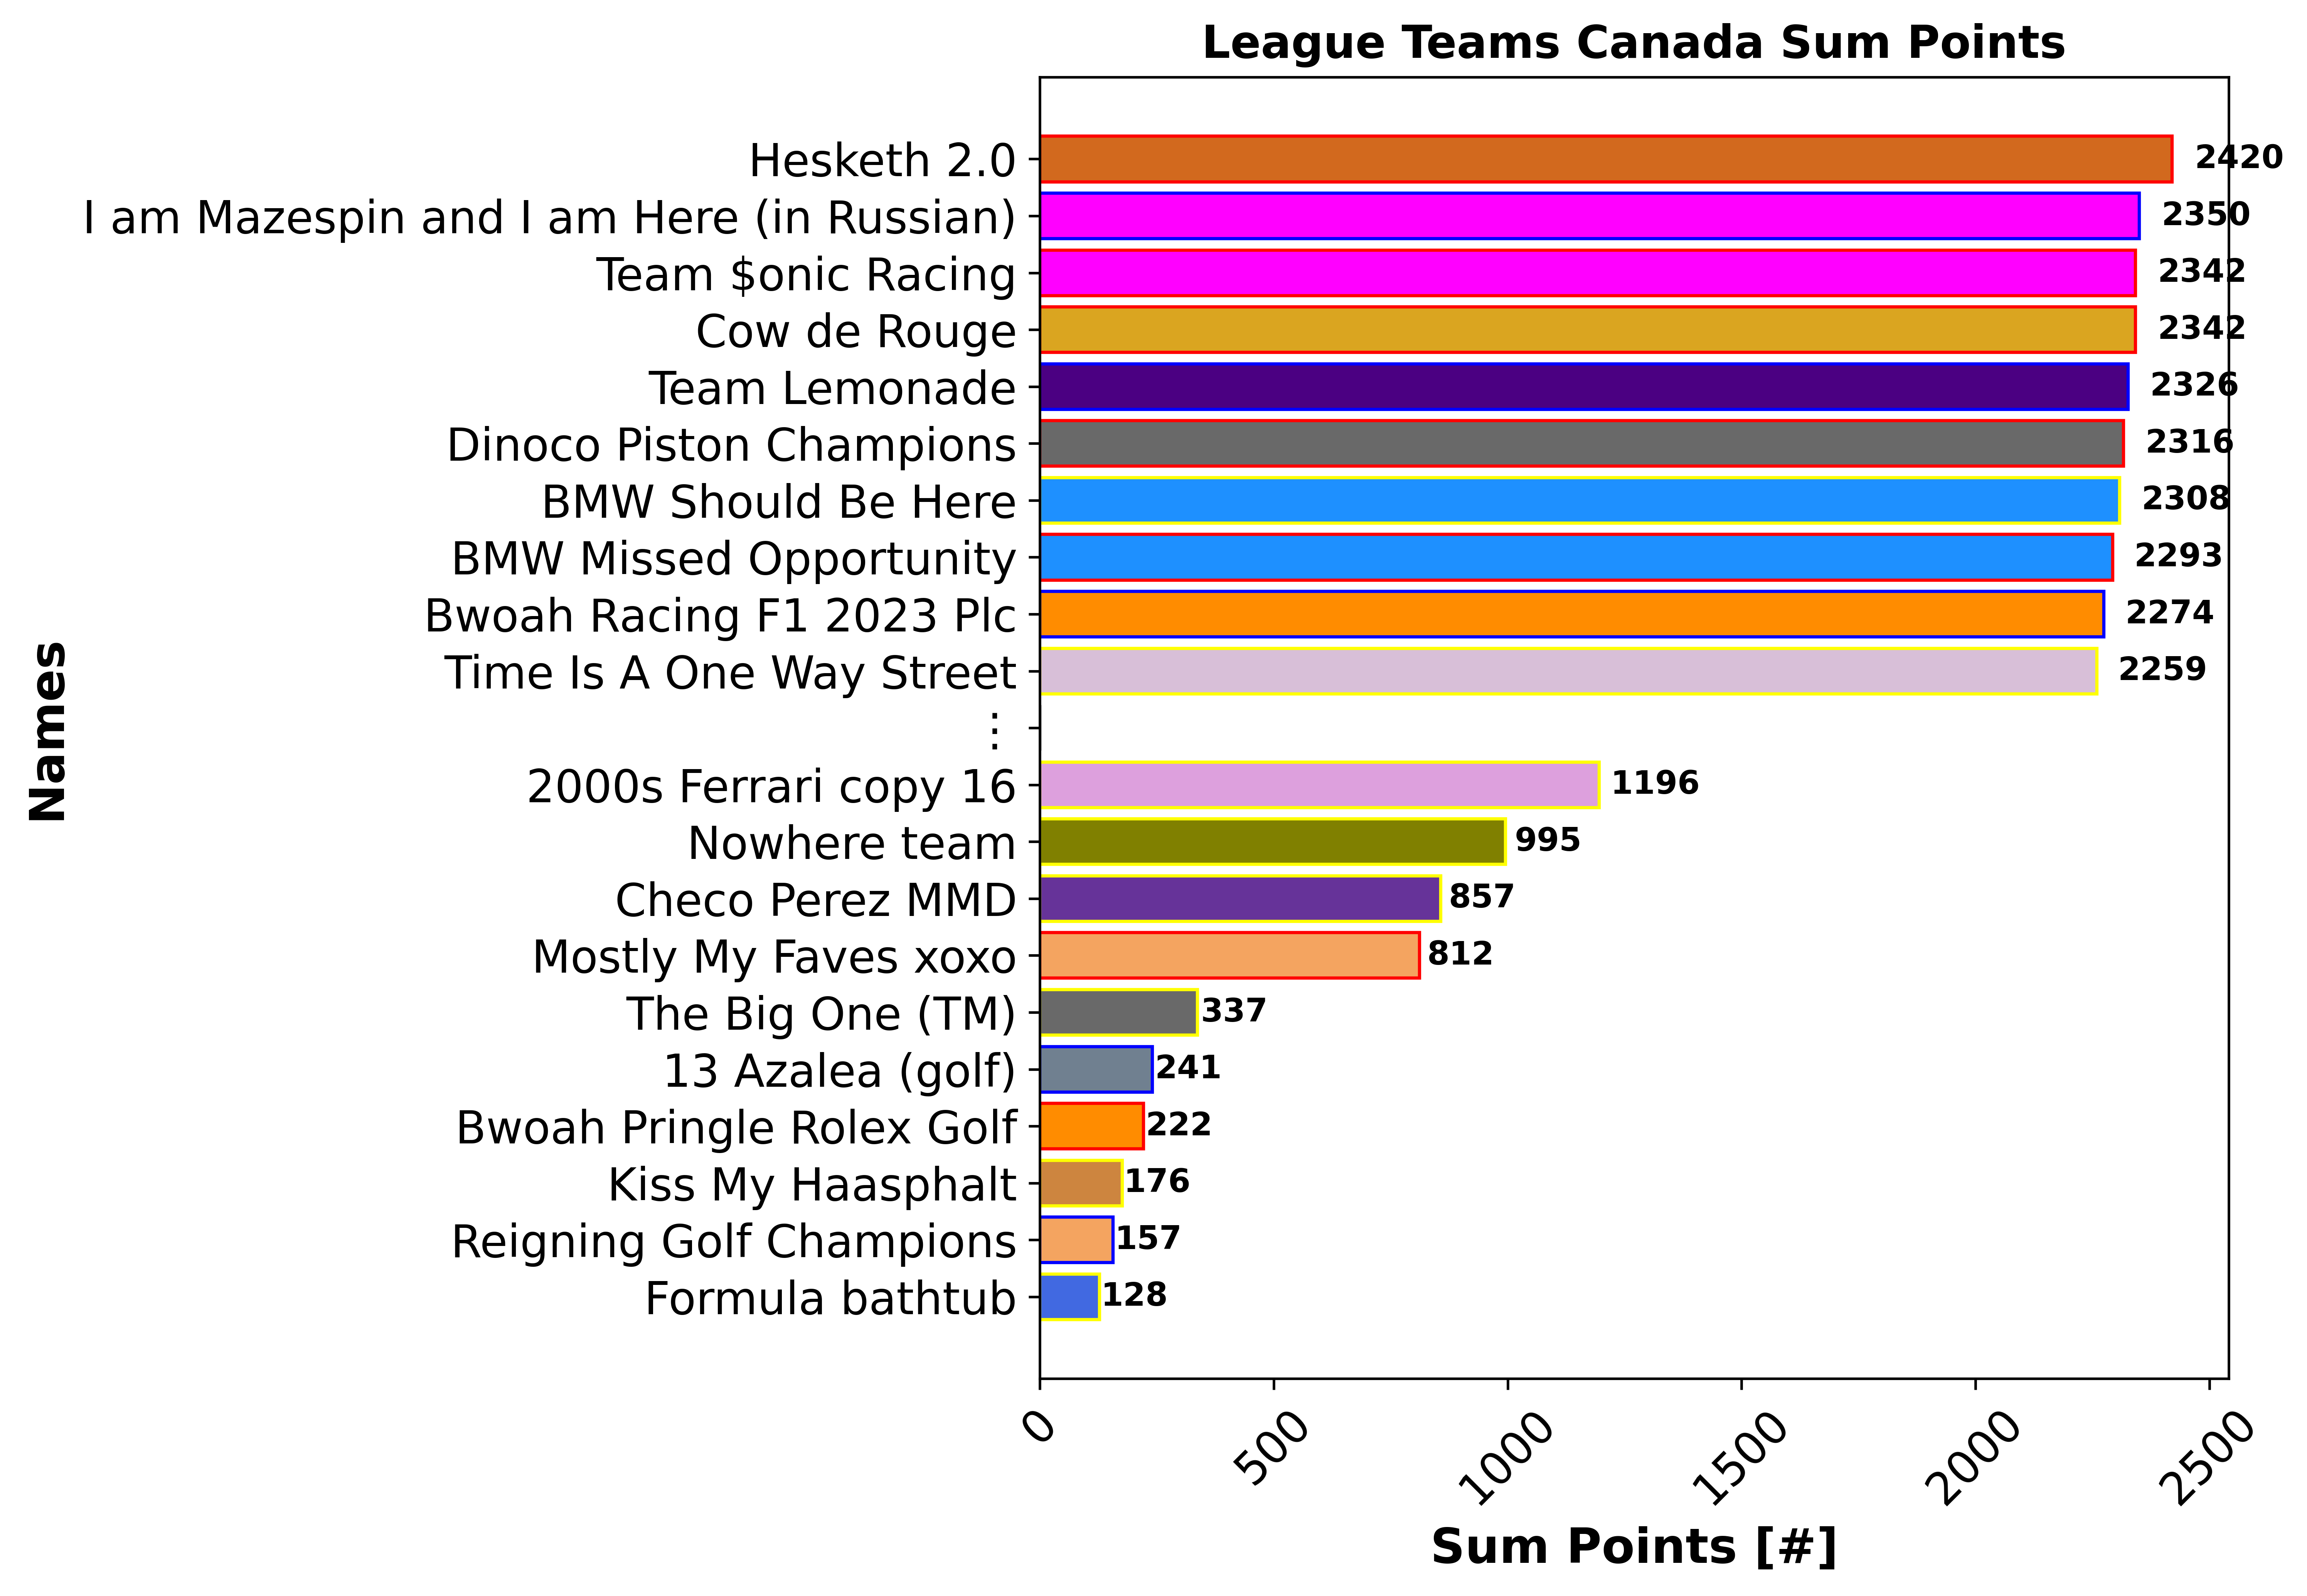 League Teams Canada Sum Points
Names
Hesketh 2.0 2420
I am Mazespin and I am Here (in Russian) 2350
Team $onic Racing 2342
Cow de Rouge 2342
Team Lemonade 2326
Dinoco Piston Champions 2316
BMW Should Be Here 2308
BMW Missed Opportunity 2293
Bwoah Racing F1 2023 Plc 2274
Time Is A One Way Street 2259
⋮
2000s Ferrari copy 16 1196
Nowhere team 995
Checo Perez MMD 857
Mostly My Faves xoxo 812
The Big One (TM) 337
13 Azalea (golf) 241
Bwoah Pringle Rolex Golf 222
Kiss My Haasphalt 176
Reigning Golf Champions 157
Formula bathtub 128
0 500 1000 1500 2000 2500
Sum Points [#]